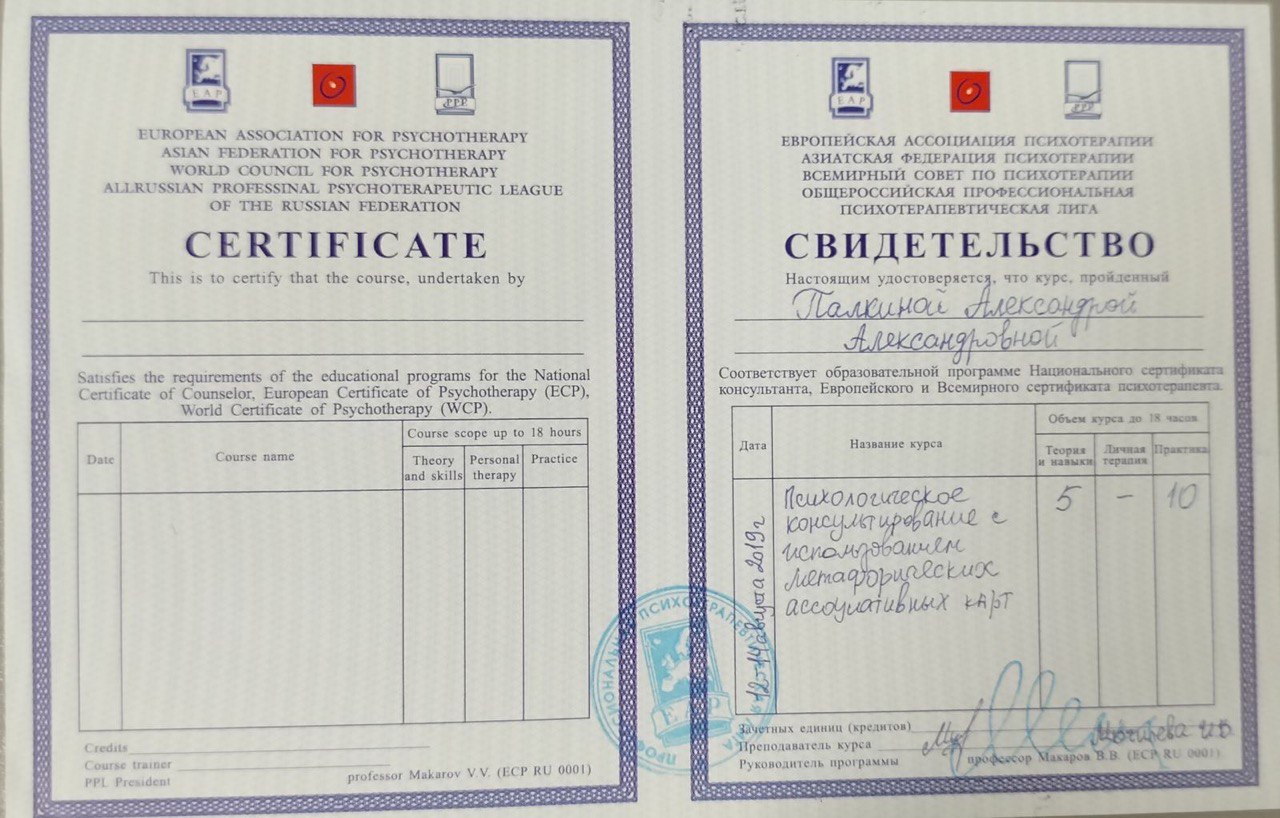 EAP
PPL
EUROPEAN ASSOCIATION FOR PSYCHOTHERAPY
ASIAN FEDERATION FOR PSYCHOTHERAPY
WORLD COUNCIL FOR PSYCHOTHERAPY
ALLRUSSIAN PROFESSINAL PSYCHOTERAPEUTIC LEAGUE
OF THE RUSSIAN FEDERATION
CERTIFICATE
This is to certify that the course, undertaken by
Satisfies the requirements of the educational programs for the National
Certificate of Counselor, European Certificate of Psychotherapy (ECP),
World Certificate of Psychotherapy (WCP).
Date
Course name
Course scope up to 18 hours
Theory
and skills
Personal
therapy
Practice
Credits
Course trainer
PPL President
professor Makarov V.V. (ECP RU 0001)
EAP
ЕВРОПЕЙСКАЯ АССОЦИАЦИЯ ПСИХОТЕРАПИИ
АЗИАТСКАЯ ФЕДЕРАЦИЯ ПСИХОТЕРАПИИ
ВСЕМИРНЫЙ СОВЕТ ПО ПСИХОТЕРАПИИ
ОБЩЕРОССИЙСКАЯ ПРОФЕССИОНАЛЬНАЯ
ПСИХОТЕРАПЕВТИЧЕСКАЯ ЛИГА
СВИДЕТЕЛЬСТВО
Настоящим удостоверяется, что курс, пройденный
Палкиной Александрой
Александровной
Соответствует образовательной программе Национального сертификата
консультанта, Европейского и Всемирного сертификата психотерапевта.
Дата
Название курса
Объем курса до 18 часов
Теория
и навыки
Личная
терапия
Практика
12-14 августа 2019 г
Психологическое
консультирование с
использованием
метафорических
ассоциативных карт
5
–
10
Зачетных единиц (кредитов)
Преподаватель курса
Руководитель программы
профессор Макаров В.В. (ECP RU 0001)
EAP